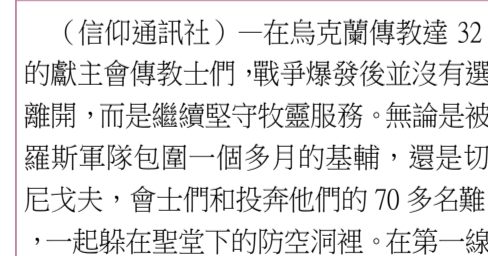 （信仰通訊社）—在烏克蘭傳教達 32
的獻主會傳教士們，戰爭爆發後並沒有選
離開，而是繼續堅守牧靈服務。無論是被
羅斯軍隊包圍一個多月的基輔，還是切
尼戈夫，會士們和投奔他們的 70 多名難
，一起躲在聖堂下的防空洞裡。在第一線